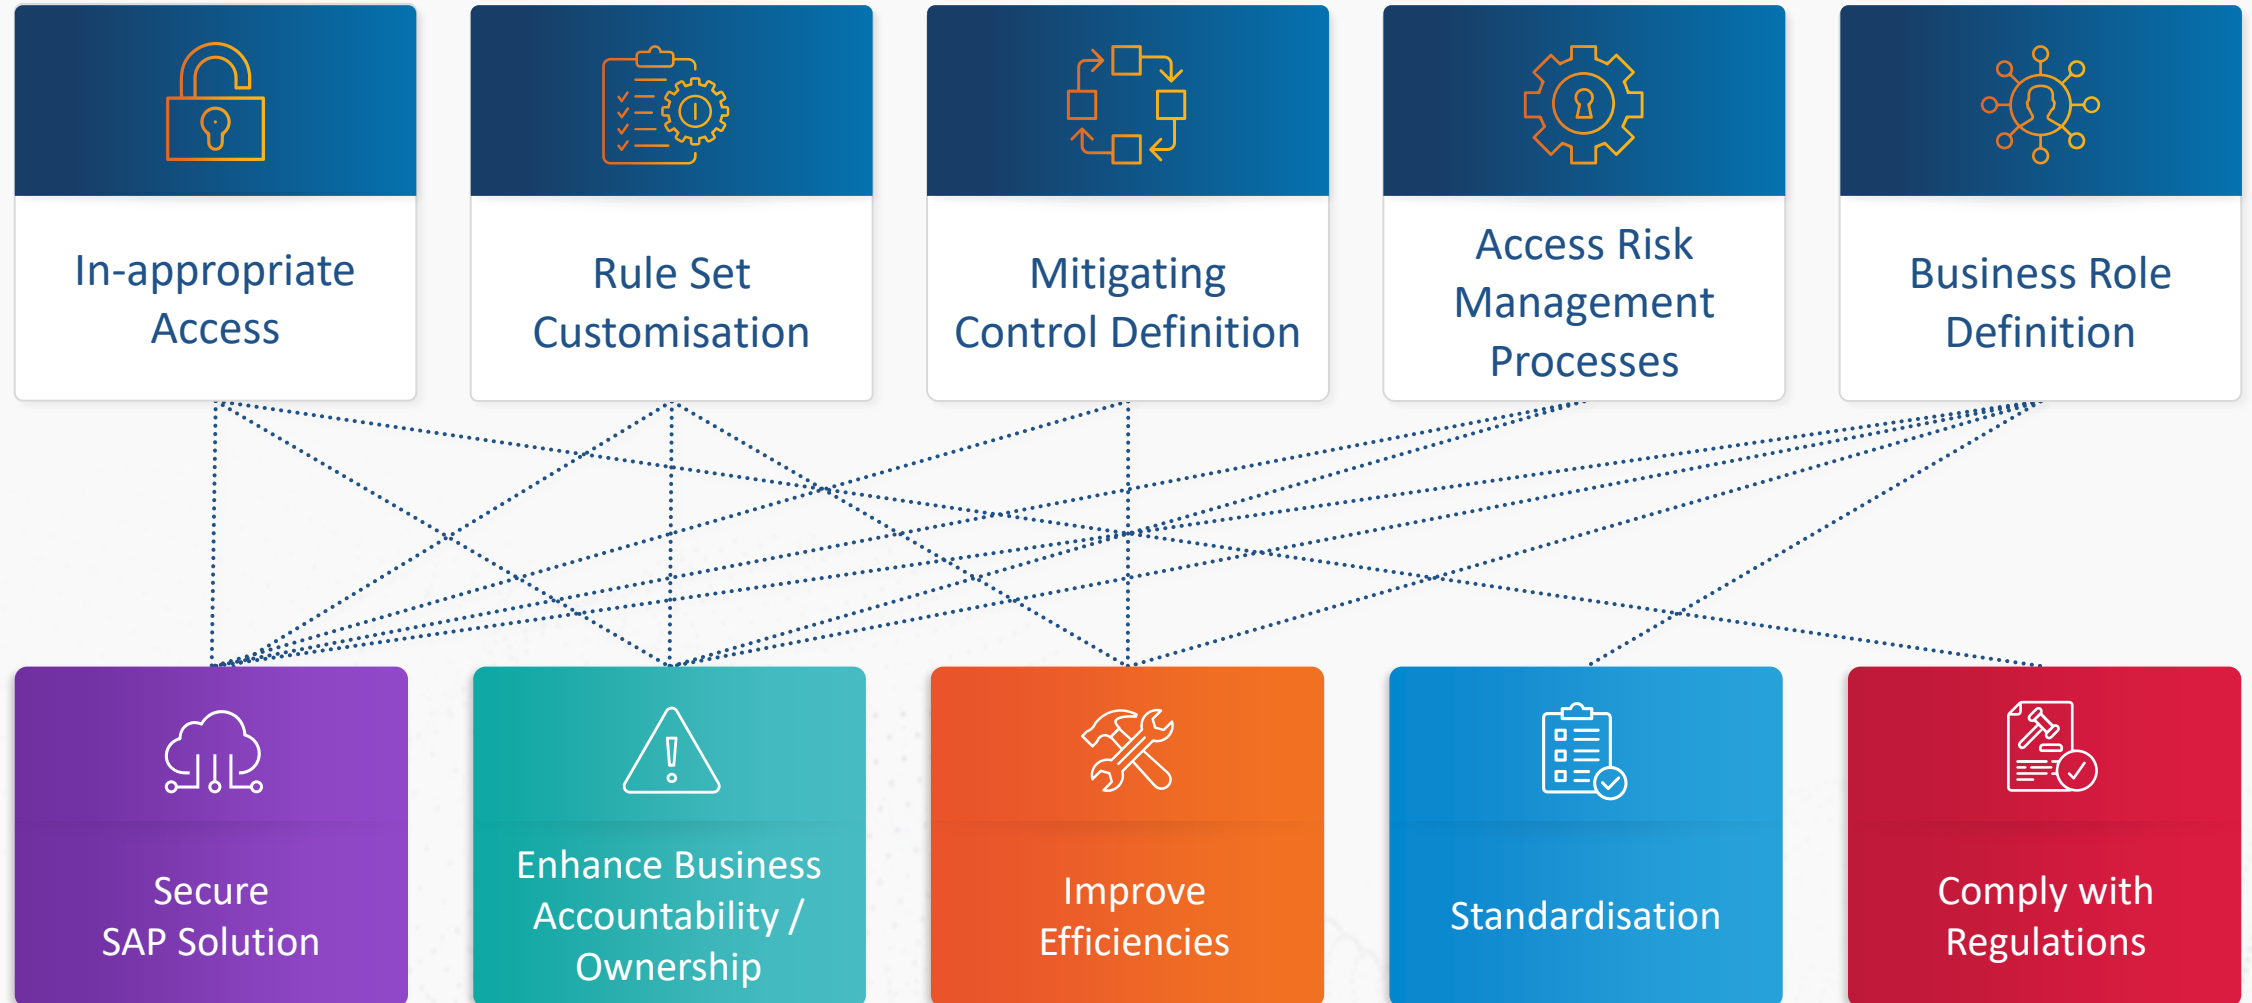 In-appropriate
Access
Rule Set
Customisation
Mitigating
Control Definition
Access Risk
Management
Processes
Business Role
Definition
Secure
SAP Solution
Enhance Business
Accountability /
Ownership
Improve
Efficiencies
Standardisation
Comply with
Regulations